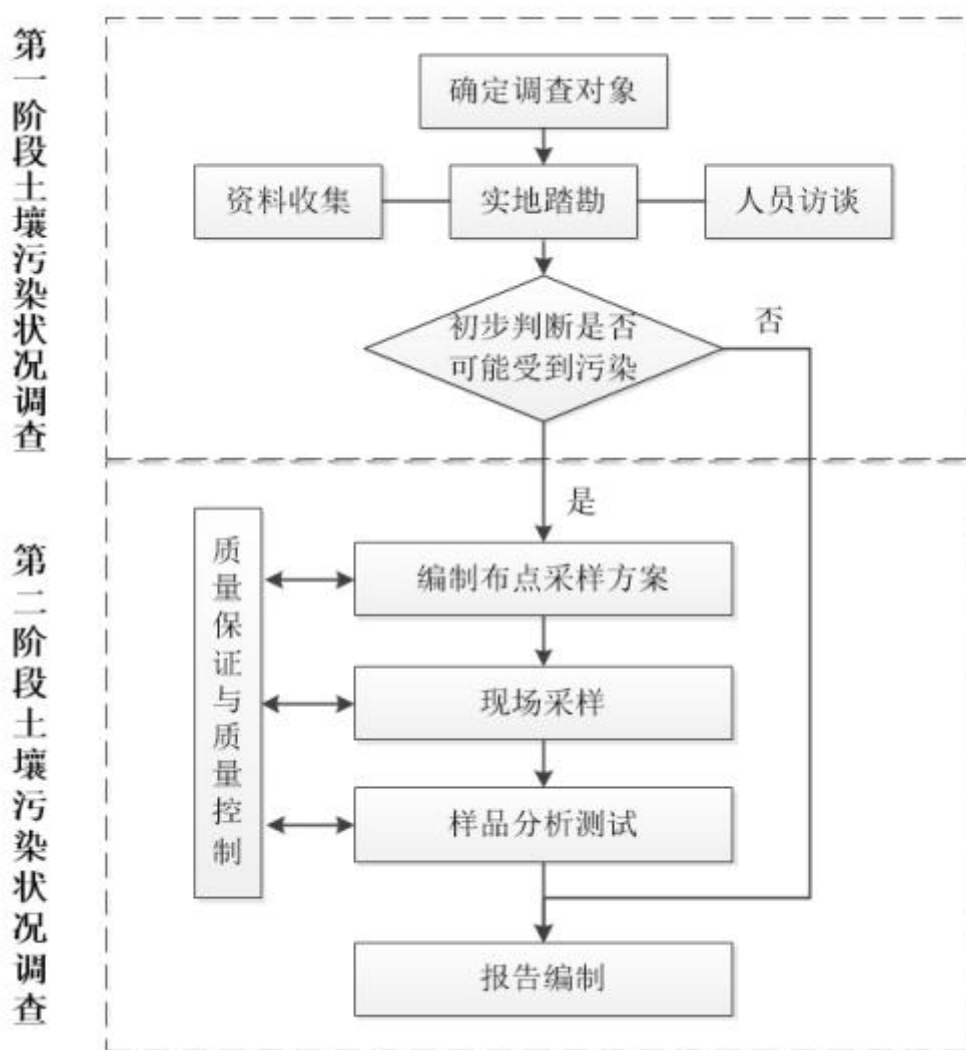 第一阶段土壤污染状况调查
确定调查对象
资料收集
实地踏勘
人员访谈
初步判断是否
可能受到污染
否
是
第二阶段土壤污染状况调查
质量保证与质量控制
编制布点采样方案
现场采样
样品分析测试
报告编制